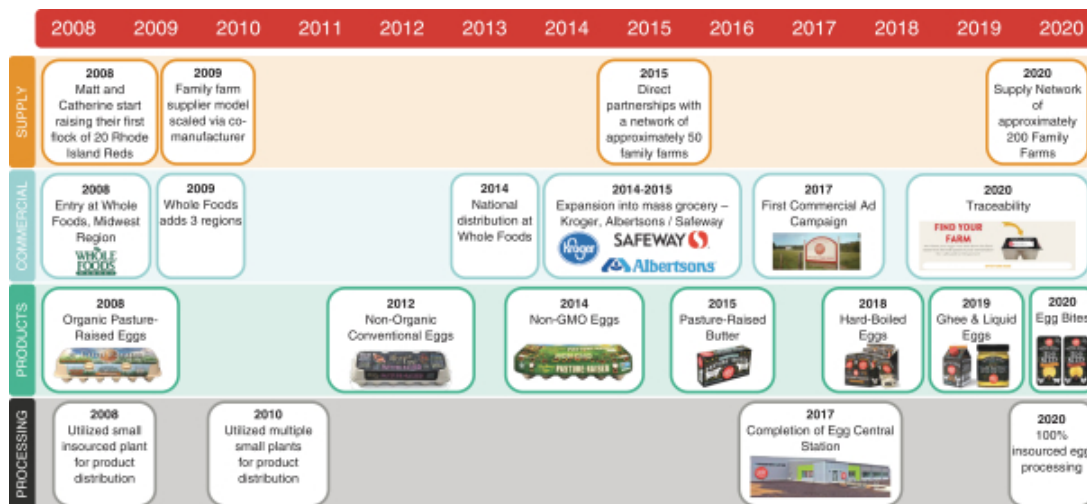 2008 2009 2010 2011 2012 2013 2014 2015 2016 2017 2018 2019 2020
SUPPLY
2008
Matt and
Catherine start
raising their first
flock of 20 Rhode
Island Reds
2009
Family farm
supplier model
scaled via co-
manufacturer
2015
Direct
partnerships with
a network of
approximately 50
family farms
2020
Supply Network
of
approximately
200 Family
Farms
COMMERCIAL
2008
Entry at Whole
Foods, Midwest
Region
WHOLE
FOODS
2009
Whole Foods
adds 3 regions
2014
National
distribution at
Whole Foods
2014-2015
Expansion into mass grocery –
Kroger, Albertsons / Safeway
Kroger
SAFEWAY
Albertsons
2017
First Commercial Ad
Campaign
2020
Traceability
FIND YOUR
FARM
PRODUCTS
2008
Organic Pasture-
Raised Eggs
2012
Non-Organic
Conventional Eggs
2014
Non-GMO Eggs
NON-GMO
PASTURE RAISED
2015
Pasture-Raised
Butter
2018
Hard-Boiled
Eggs
2019
Ghee & Liquid
Eggs
2020
Egg Bites
PROCESSING
2008
Utilized small
insourced plant
for product
distribution
2010
Utilized multiple
small plants
for product
distribution
2017
Completion of Egg Central
Station
2020
100%
insourced egg
processing